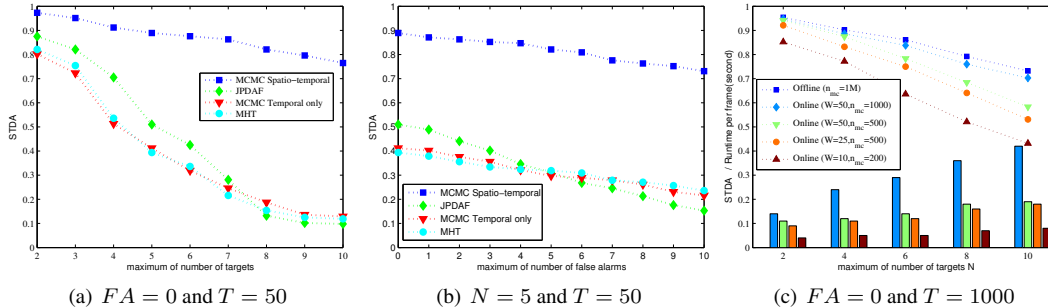 1
0.9
0.8
0.7
0.6
0.5
0.4
0.3
0.2
0.1
0
STDA
2 3 4 5 6 7 8 9 10
maximum of number of targets
MCMC Spatio−temporal
JPDAF
MCMC Temporal only
MHT
(a) FA = 0 and T = 50
1
0.9
0.8
0.7
0.6
0.5
0.4
0.3
0.2
0.1
0
STDA
0 1 2 3 4 5 6 7 8 9 10
maximum of number of false alarms
MCMC Spatio−temporal
JPDAF
MCMC Temporal only
MHT
(b) N = 5 and T = 50
1
0.9
0.8
0.7
0.6
0.5
0.4
0.3
0.2
0.1
0
STDA / Runtime per frame(second)
2 4 6 8 10
maximum of number of targets N
Offline (n_mc=1M)
Online (W=50,n_mc=1000)
Online (W=50,n_mc=500)
Online (W=25,n_mc=500)
Online (W=10,n_mc=200)
(c) FA = 0 and T = 1000